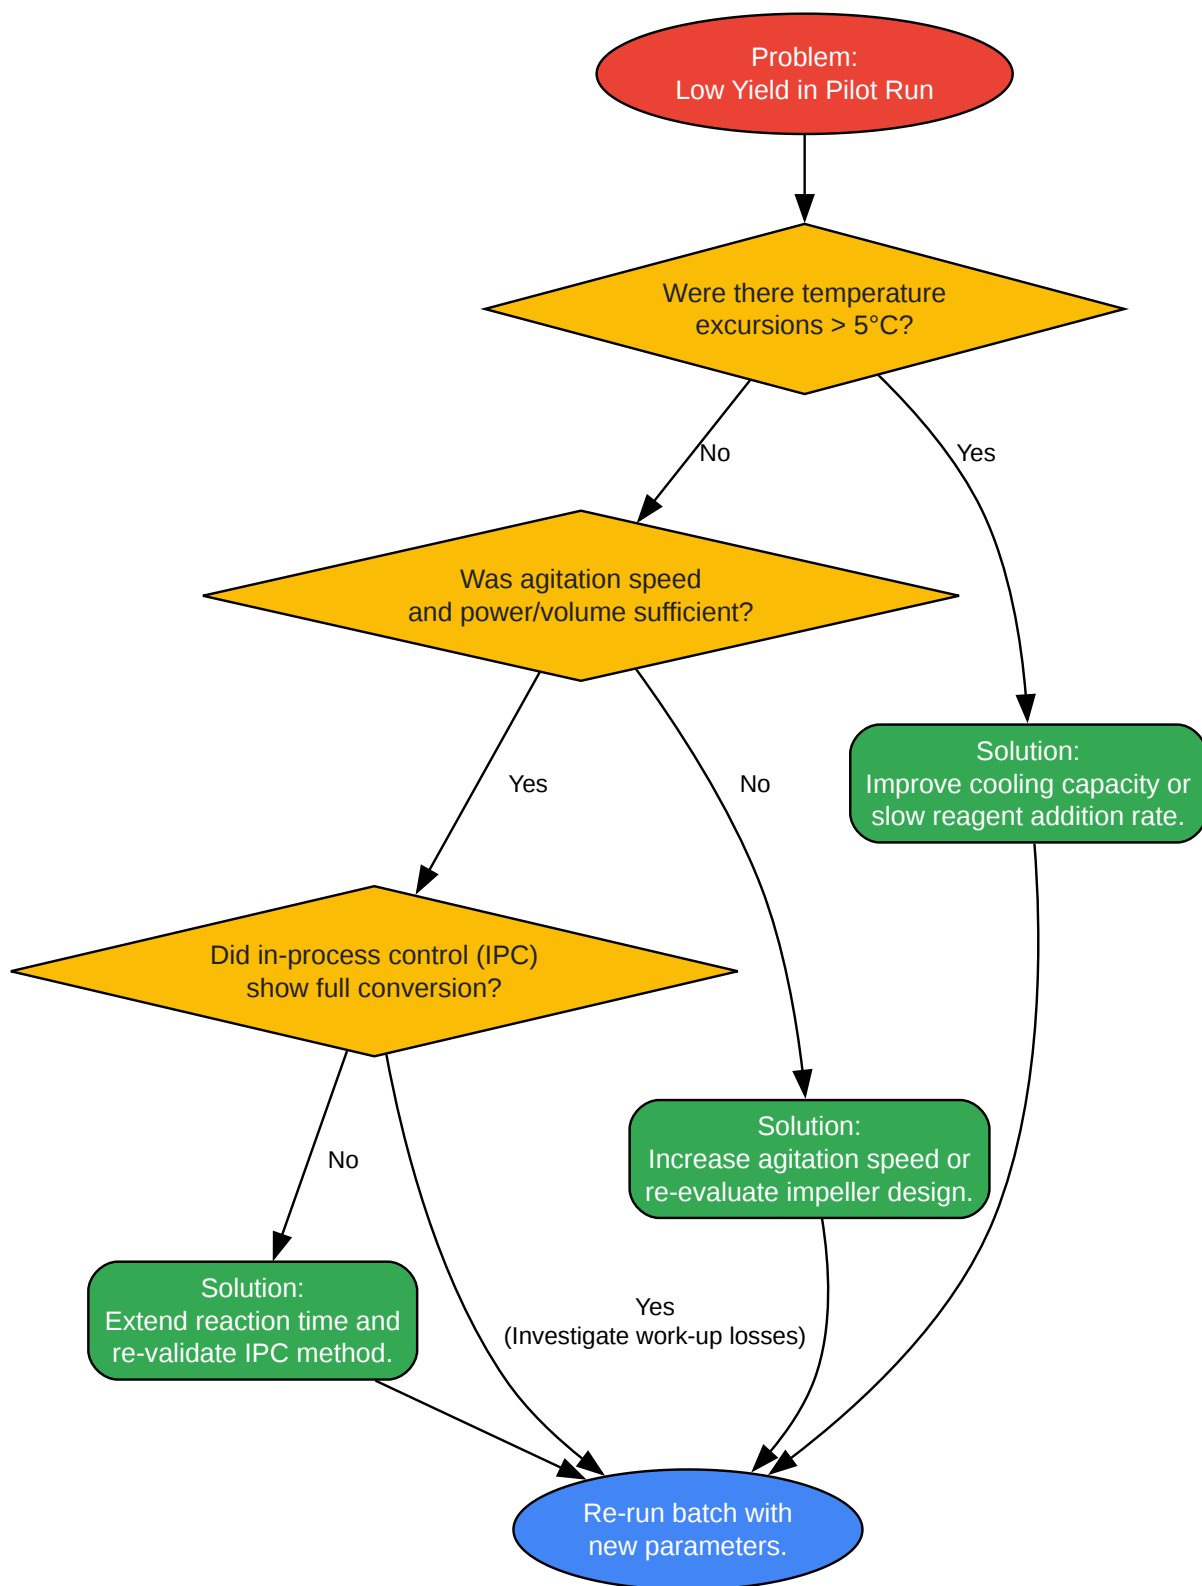 Problem:
Low Yield in Pilot Run
Were there temperature
excursions > 5°C?
No
Yes
Was agitation speed
and power/volume sufficient?
Solution:
Improve cooling capacity or
slow reagent addition rate.
Yes
No
Did in-process control (IPC)
show full conversion?
Solution:
Increase agitation speed or
re-evaluate impeller design.
No
Yes
(Investigate work-up losses)
Solution:
Extend reaction time and
re-validate IPC method.
Re-run batch with
new parameters.